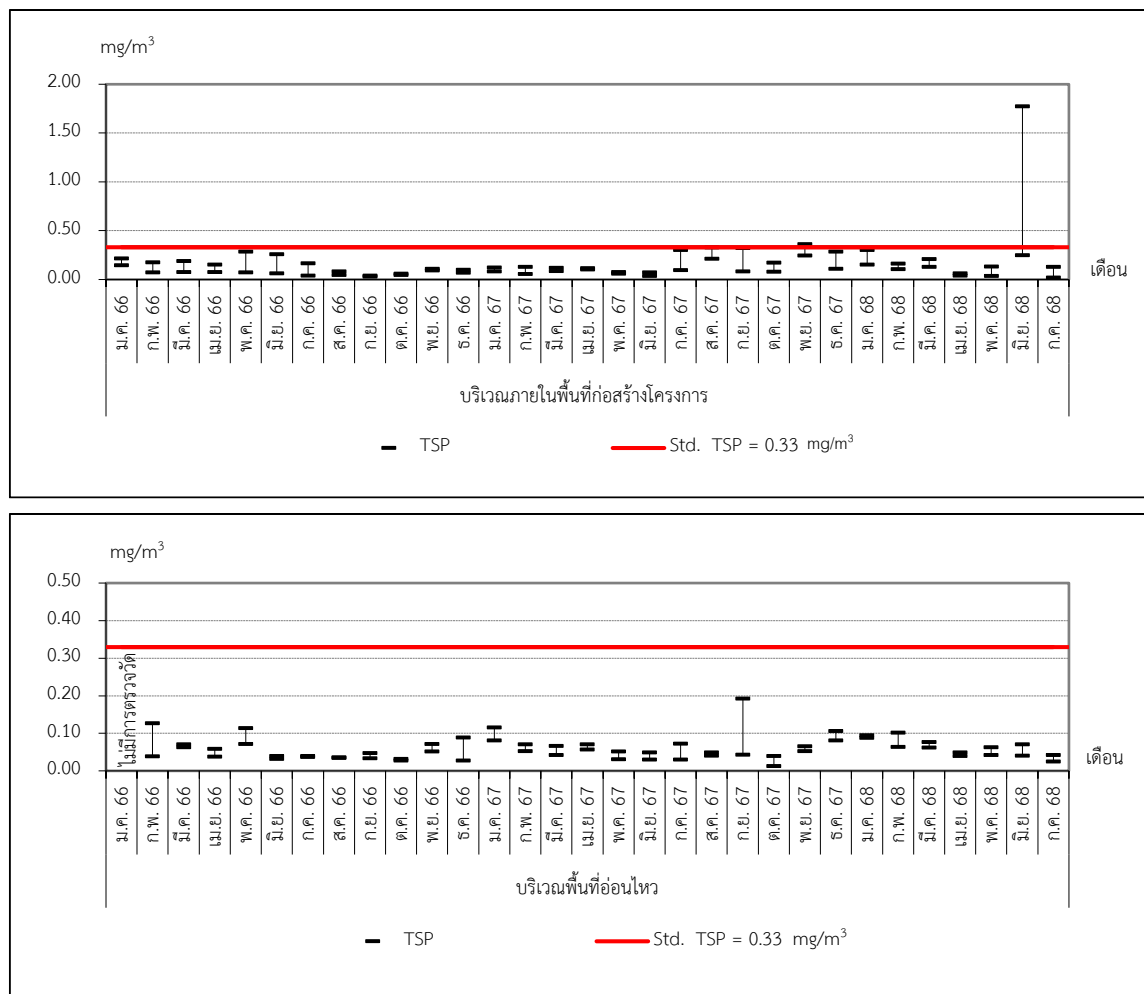 mg/m³
2.00
1.50
1.00
0.50
0.00
เดือน
ม.ค. 66 ก.พ. 66 มี.ค. 66 เม.ย. 66 พ.ค. 66 มิ.ย. 66 ก.ค. 66 ส.ค. 66 ก.ย. 66 ต.ค. 66 พ.ย. 66 ธ.ค. 66 ม.ค. 67 ก.พ. 67 มี.ค. 67 เม.ย. 67 พ.ค. 67 มิ.ย. 67 ก.ค. 67 ส.ค. 67 ก.ย. 67 ต.ค. 67 พ.ย. 67 ธ.ค. 67 ม.ค. 68 ก.พ. 68 มี.ค. 68 เม.ย. 68 พ.ค. 68 มิ.ย. 68 ก.ค. 68
บริเวณภายในพื้นที่ก่อสร้างโครงการ
TSP Std. TSP = 0.33 mg/m³
mg/m³
0.50
0.40
0.30
0.20
0.10
0.00
ไม่มีการตรวจวัด
เดือน
ม.ค. 66 ก.พ. 66 มี.ค. 66 เม.ย. 66 พ.ค. 66 มิ.ย. 66 ก.ค. 66 ส.ค. 66 ก.ย. 66 ต.ค. 66 พ.ย. 66 ธ.ค. 66 ม.ค. 67 ก.พ. 67 มี.ค. 67 เม.ย. 67 พ.ค. 67 มิ.ย. 67 ก.ค. 67 ส.ค. 67 ก.ย. 67 ต.ค. 67 พ.ย. 67 ธ.ค. 67 ม.ค. 68 ก.พ. 68 มี.ค. 68 เม.ย. 68 พ.ค. 68 มิ.ย. 68 ก.ค. 68
บริเวณพื้นที่อ่อนไหว
TSP Std. TSP = 0.33 mg/m³